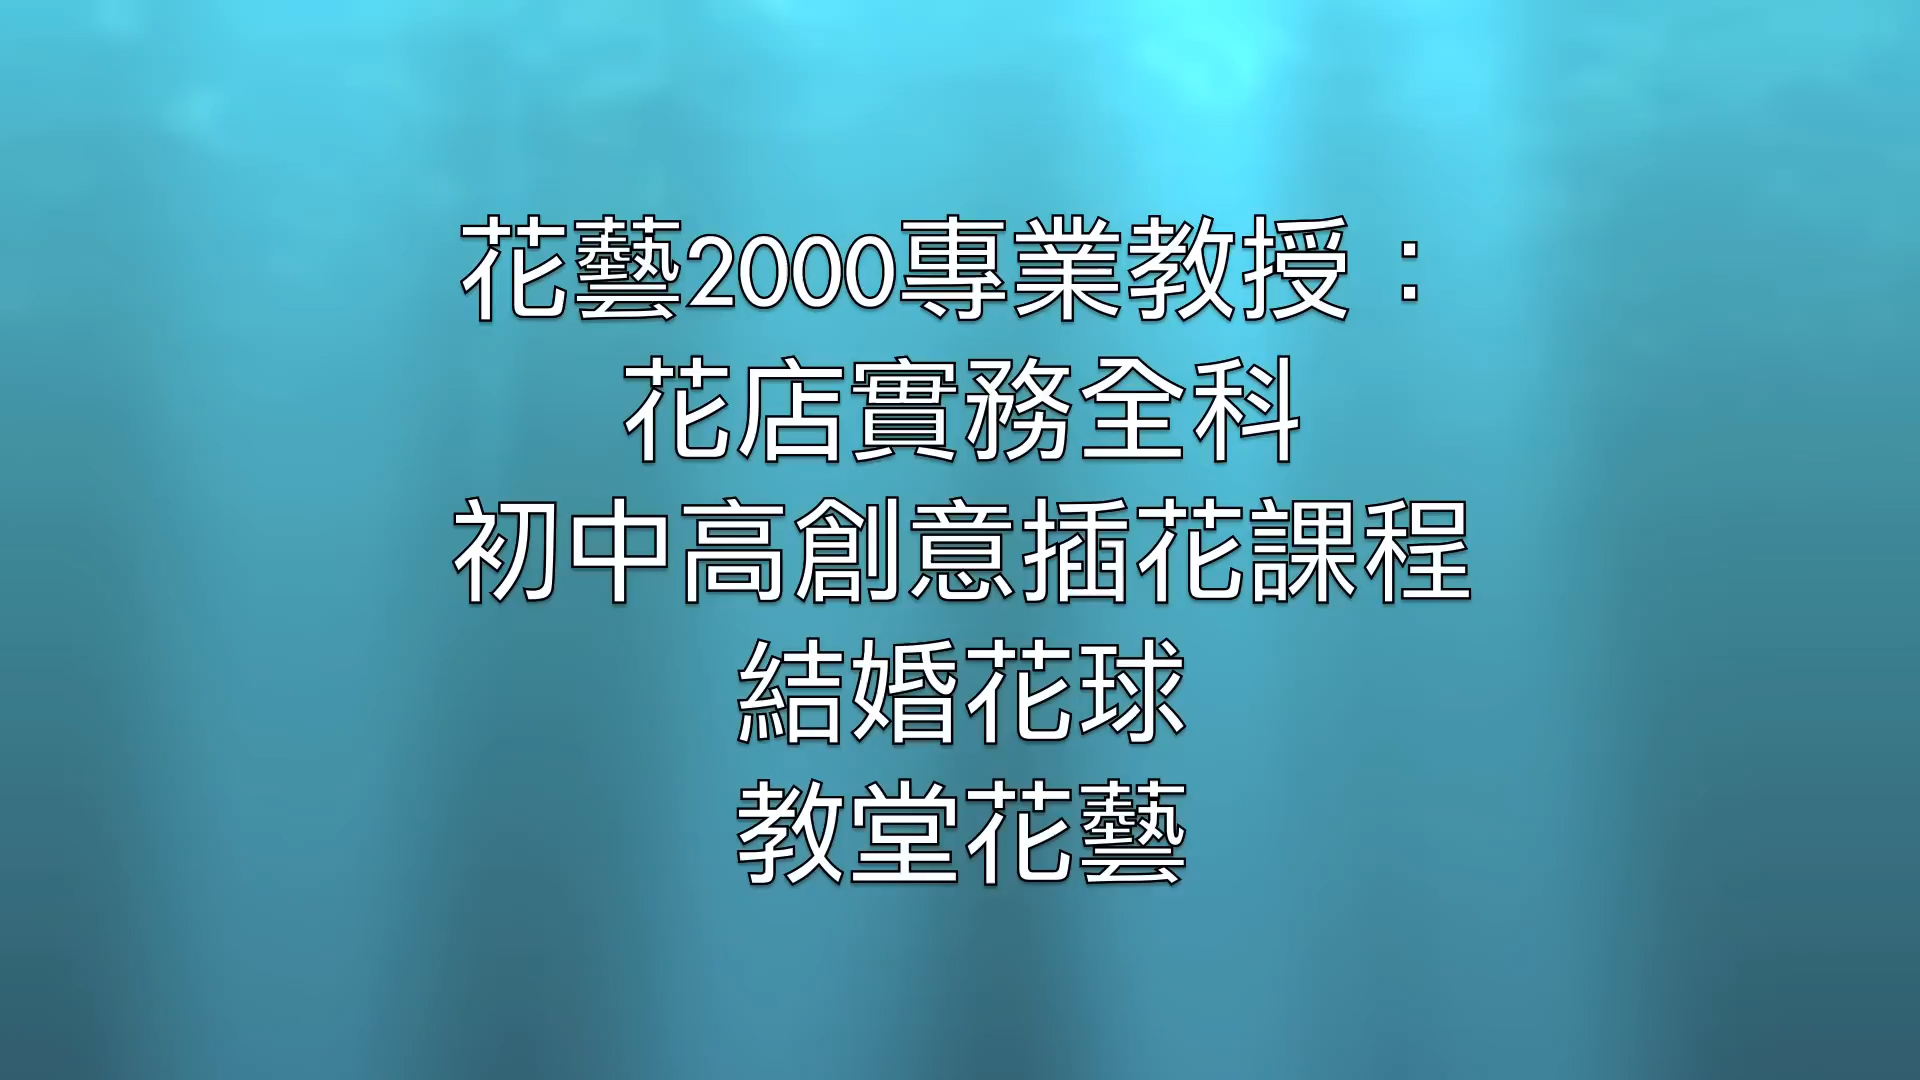 花藝2000專業教授：
花店實務全科
初中高創意插花課程
結婚花球
教堂花藝